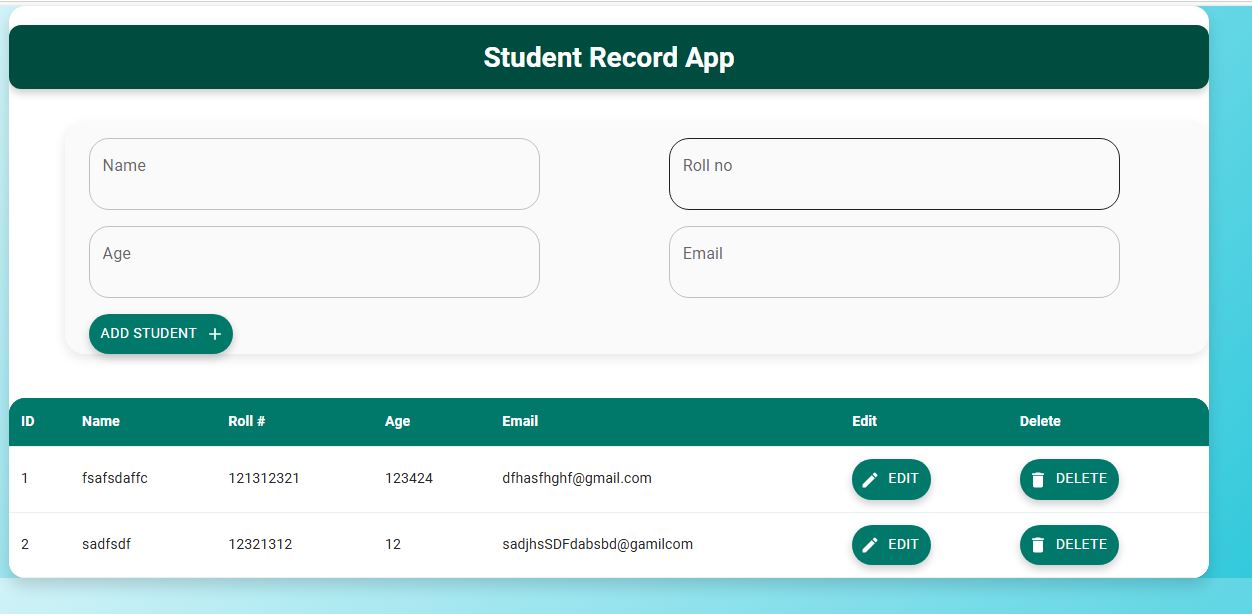 Student Record App
Name Roll no
Age Email
ADD STUDENT +
ID Name Roll # Age Email Edit Delete
1 fsafsdaffc 121312321 123424 dfhasfhghf@gmail.com EDIT DELETE
2 sadfsdf 12321312 12 sadjhsSDFdabsbd@gamilcom EDIT DELETE